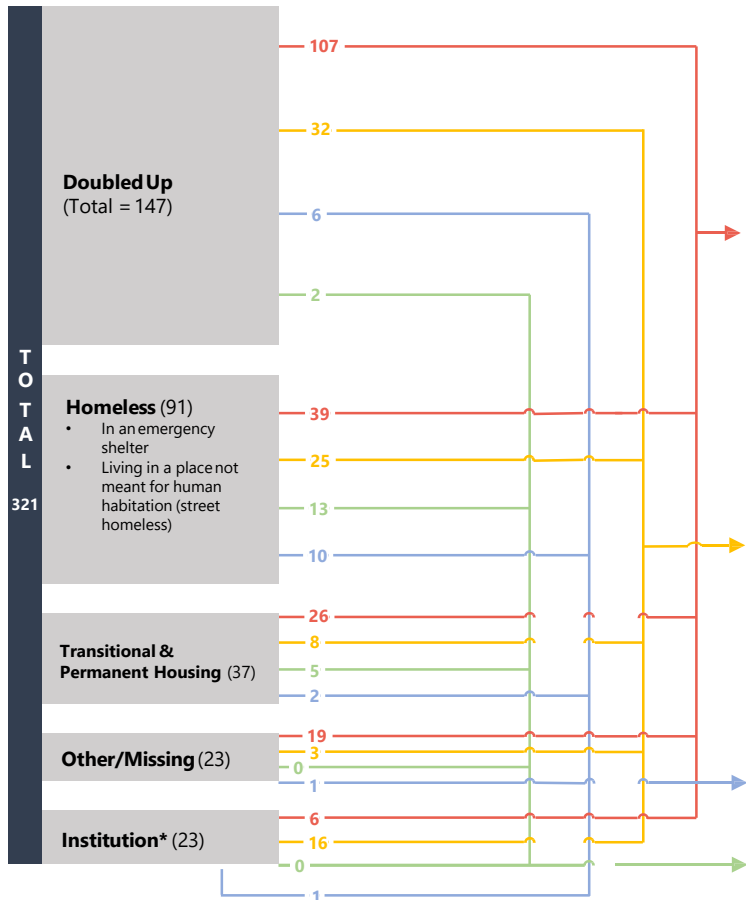 TOTAL
321
Doubled Up
(Total = 147)
107
32
6
2
Homeless (91)
• In an emergency
shelter
• Living in a place not
meant for human
habitation (street
homeless)
39
25
13
10
Transitional &
Permanent Housing (37)
26
8
5
2
Other/Missing (23)
19
3
0
1
Institution* (23)
6
16
0
1